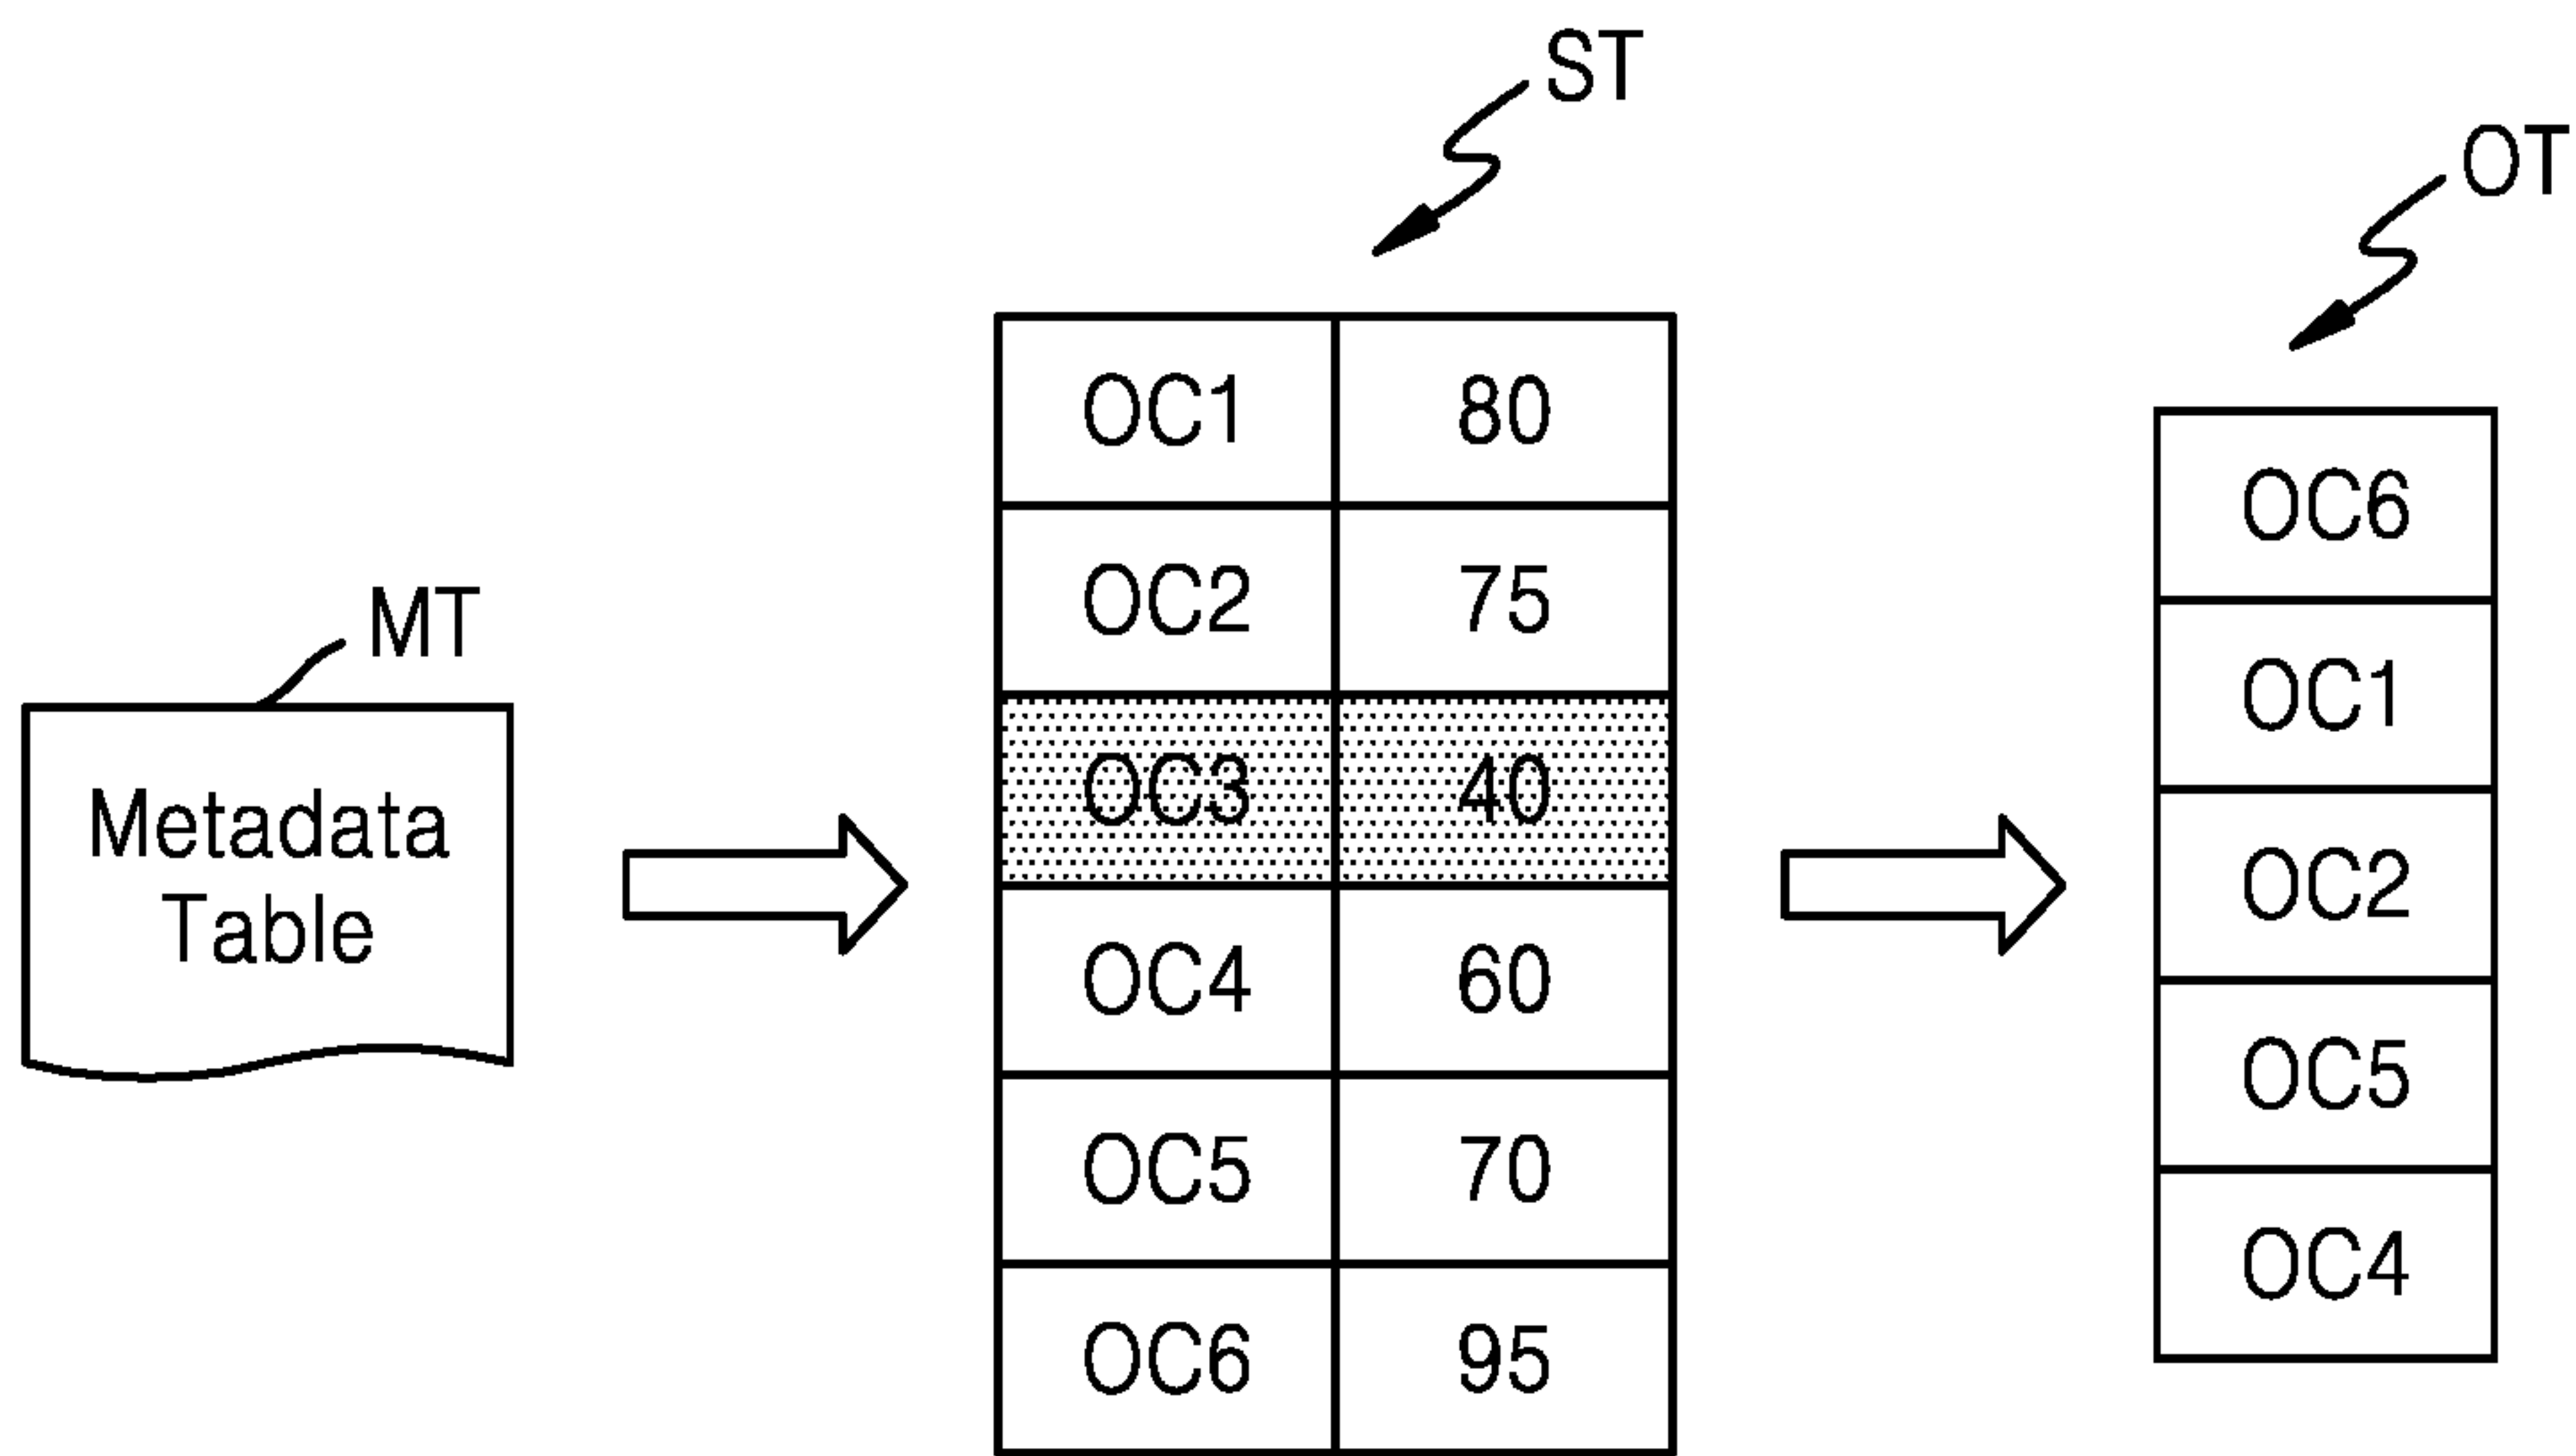 ST
OT
MT
Metadata
Table
OC1 80
OC2 75
OC3 40
OC4 60
OC5 70
OC6 95
OC6
OC1
OC2
OC5
OC4